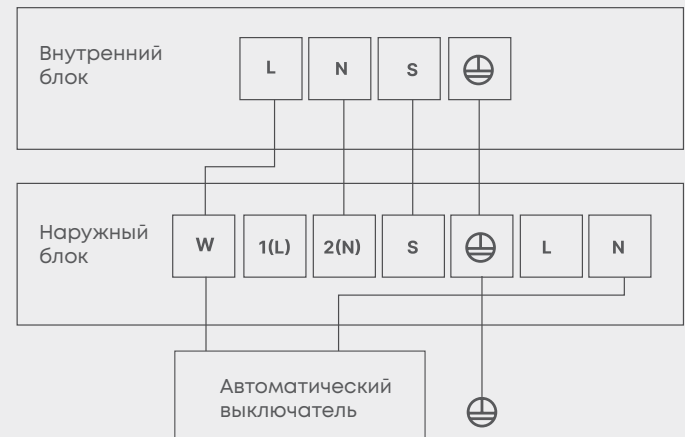 Внутренний
блок
L N S
Наружный
блок
W 1(L) 2(N) S L N
Автоматический
выключатель